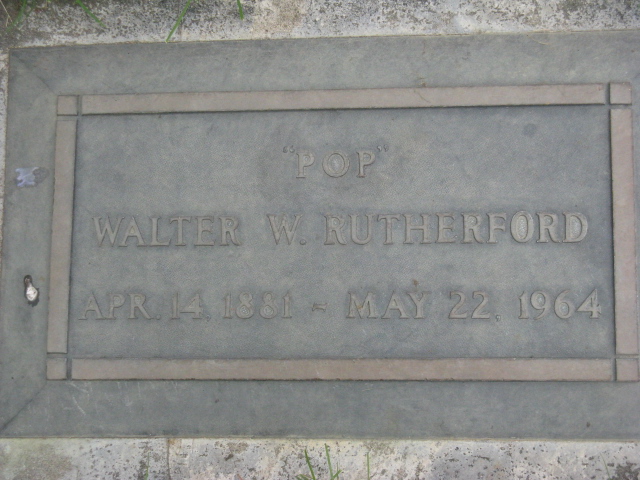 "POP"
WALTER W. RUTHERFORD
APR. 14, 1881 - MAY 22, 1964